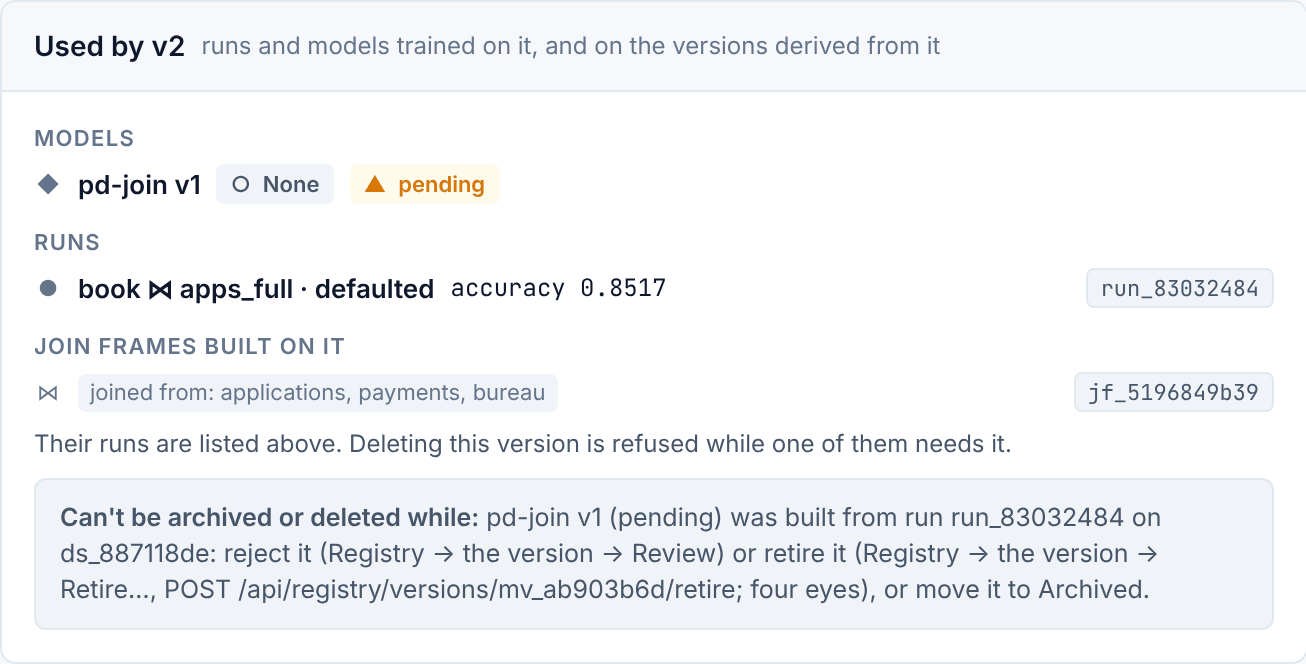 Used by v2 runs and models trained on it, and on the versions derived from it
MODELS
pd-join v1 None pending
RUNS
book ⋈ apps_full · defaulted accuracy 0.8517 run_83032484
JOIN FRAMES BUILT ON IT
⋈ joined from: applications, payments, bureau jf_5196849b39
Their runs are listed above. Deleting this version is refused while one of them needs it.
Can't be archived or deleted while: pd-join v1 (pending) was built from run run_83032484 on
ds_887118de: reject it (Registry → the version → Review) or retire it (Registry → the version →
Retire..., POST /api/registry/versions/mv_ab903b6d/retire; four eyes), or move it to Archived.